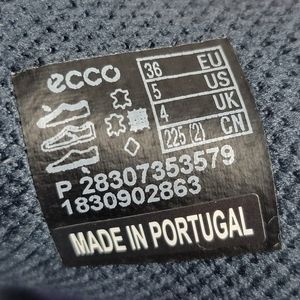 ecco
36 EU
5 US
4 UK
225 (2) CN
P 28307353579
1830902863
MADE IN PORTUGAL